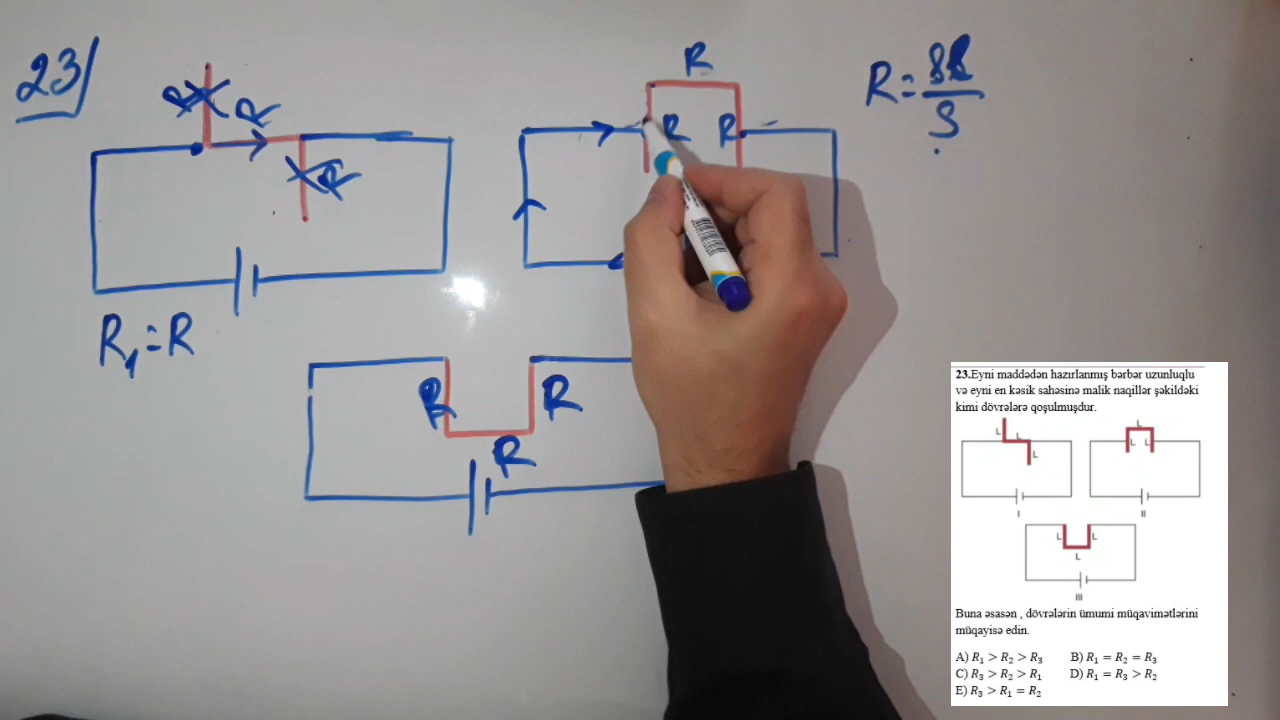 23/
R R
R
R1=R
R
R R
R = ρℓ
S
R R
R
23.Eyni maddədən hazırlanmış bərbər uzunluqlu
və eyni en kəsik sahəsinə malik naqillər şəkildəki
kimi dövrələrə qoşulmuşdur.
L L
L
I
L
L L
II
L L
L
III
Buna əsasən , dövrələrin ümumi müqavimətlərini
müqayisə edin.
A) R₁ > R₂ > R₃ B) R₁ = R₂ = R₃
C) R₃ > R₂ > R₁ D) R₁ = R₃ > R₂
E) R₃ > R₁ = R₂